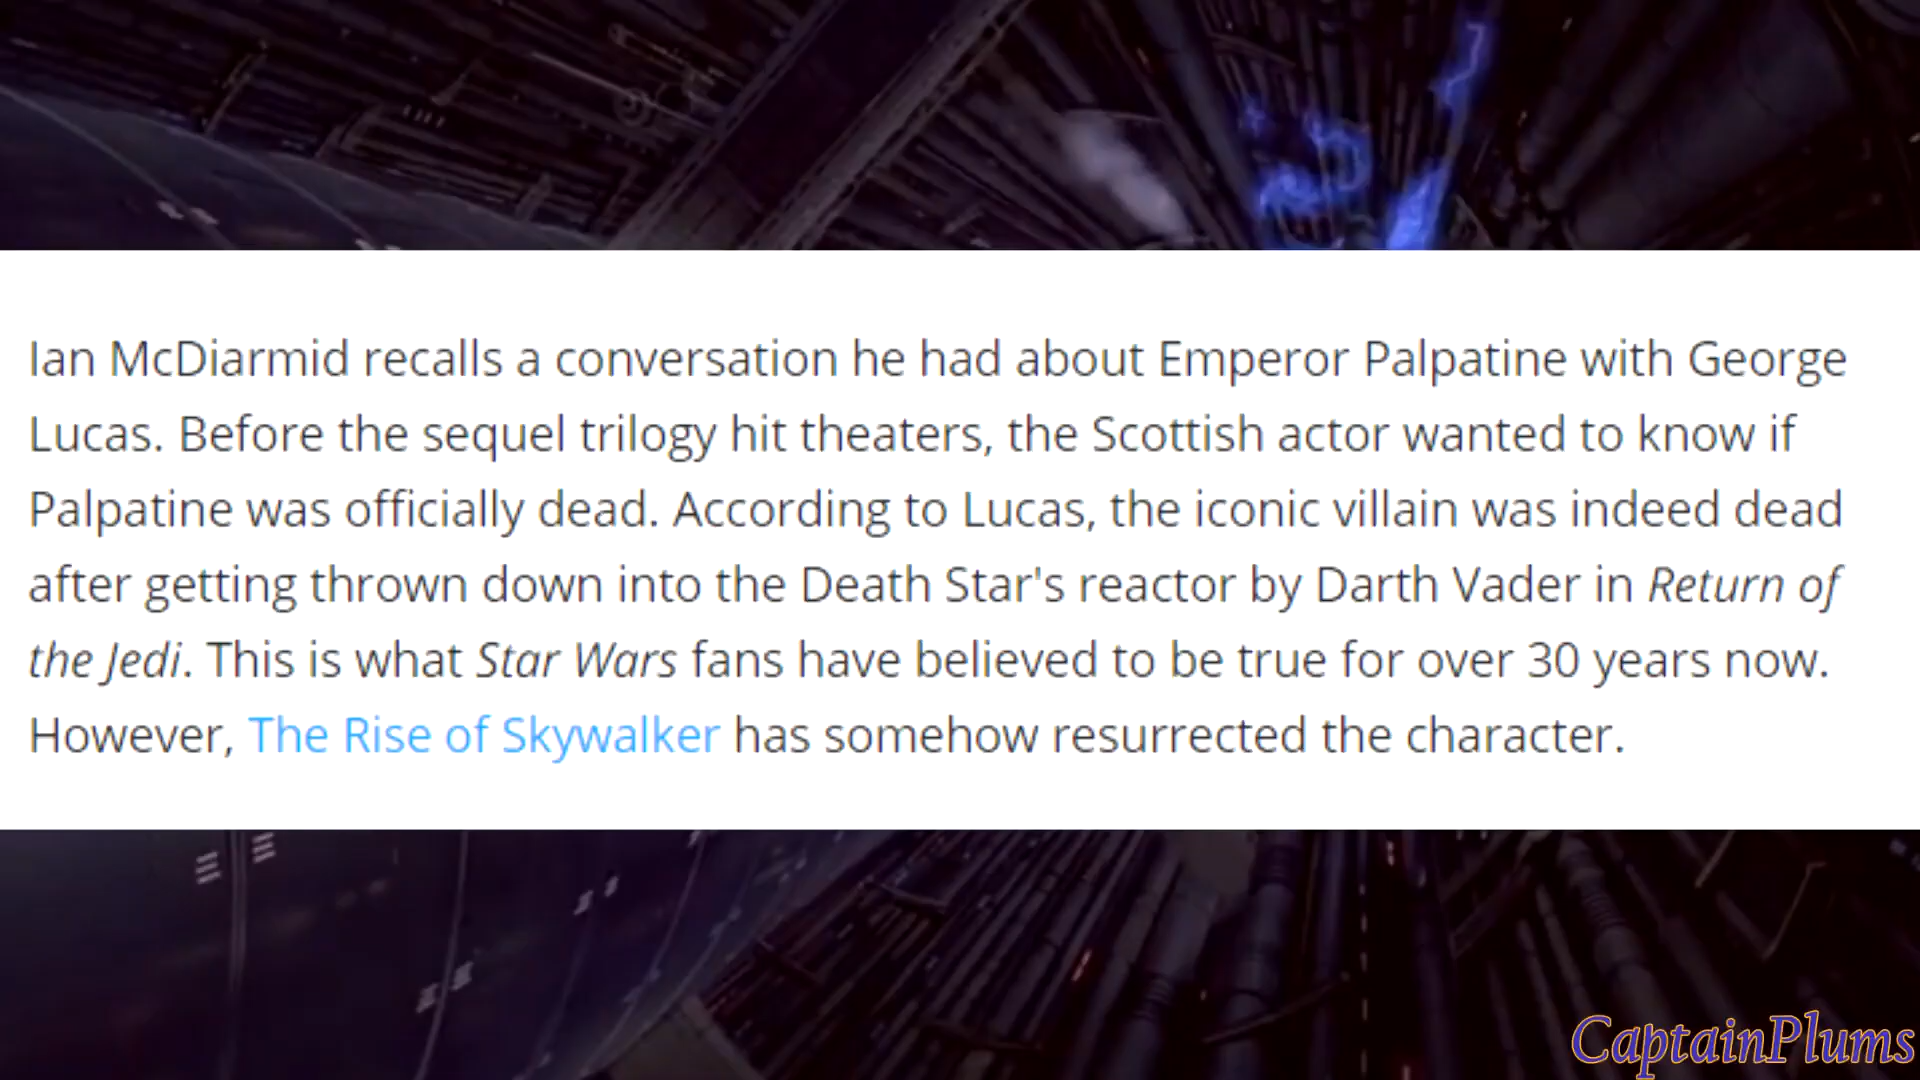 Ian McDiarmid recalls a conversation he had about Emperor Palpatine with George
Lucas. Before the sequel trilogy hit theaters, the Scottish actor wanted to know if
Palpatine was officially dead. According to Lucas, the iconic villain was indeed dead
after getting thrown down into the Death Star's reactor by Darth Vader in Return of
the Jedi. This is what Star Wars fans have believed to be true for over 30 years now.
However, The Rise of Skywalker has somehow resurrected the character.
CaptainPlums